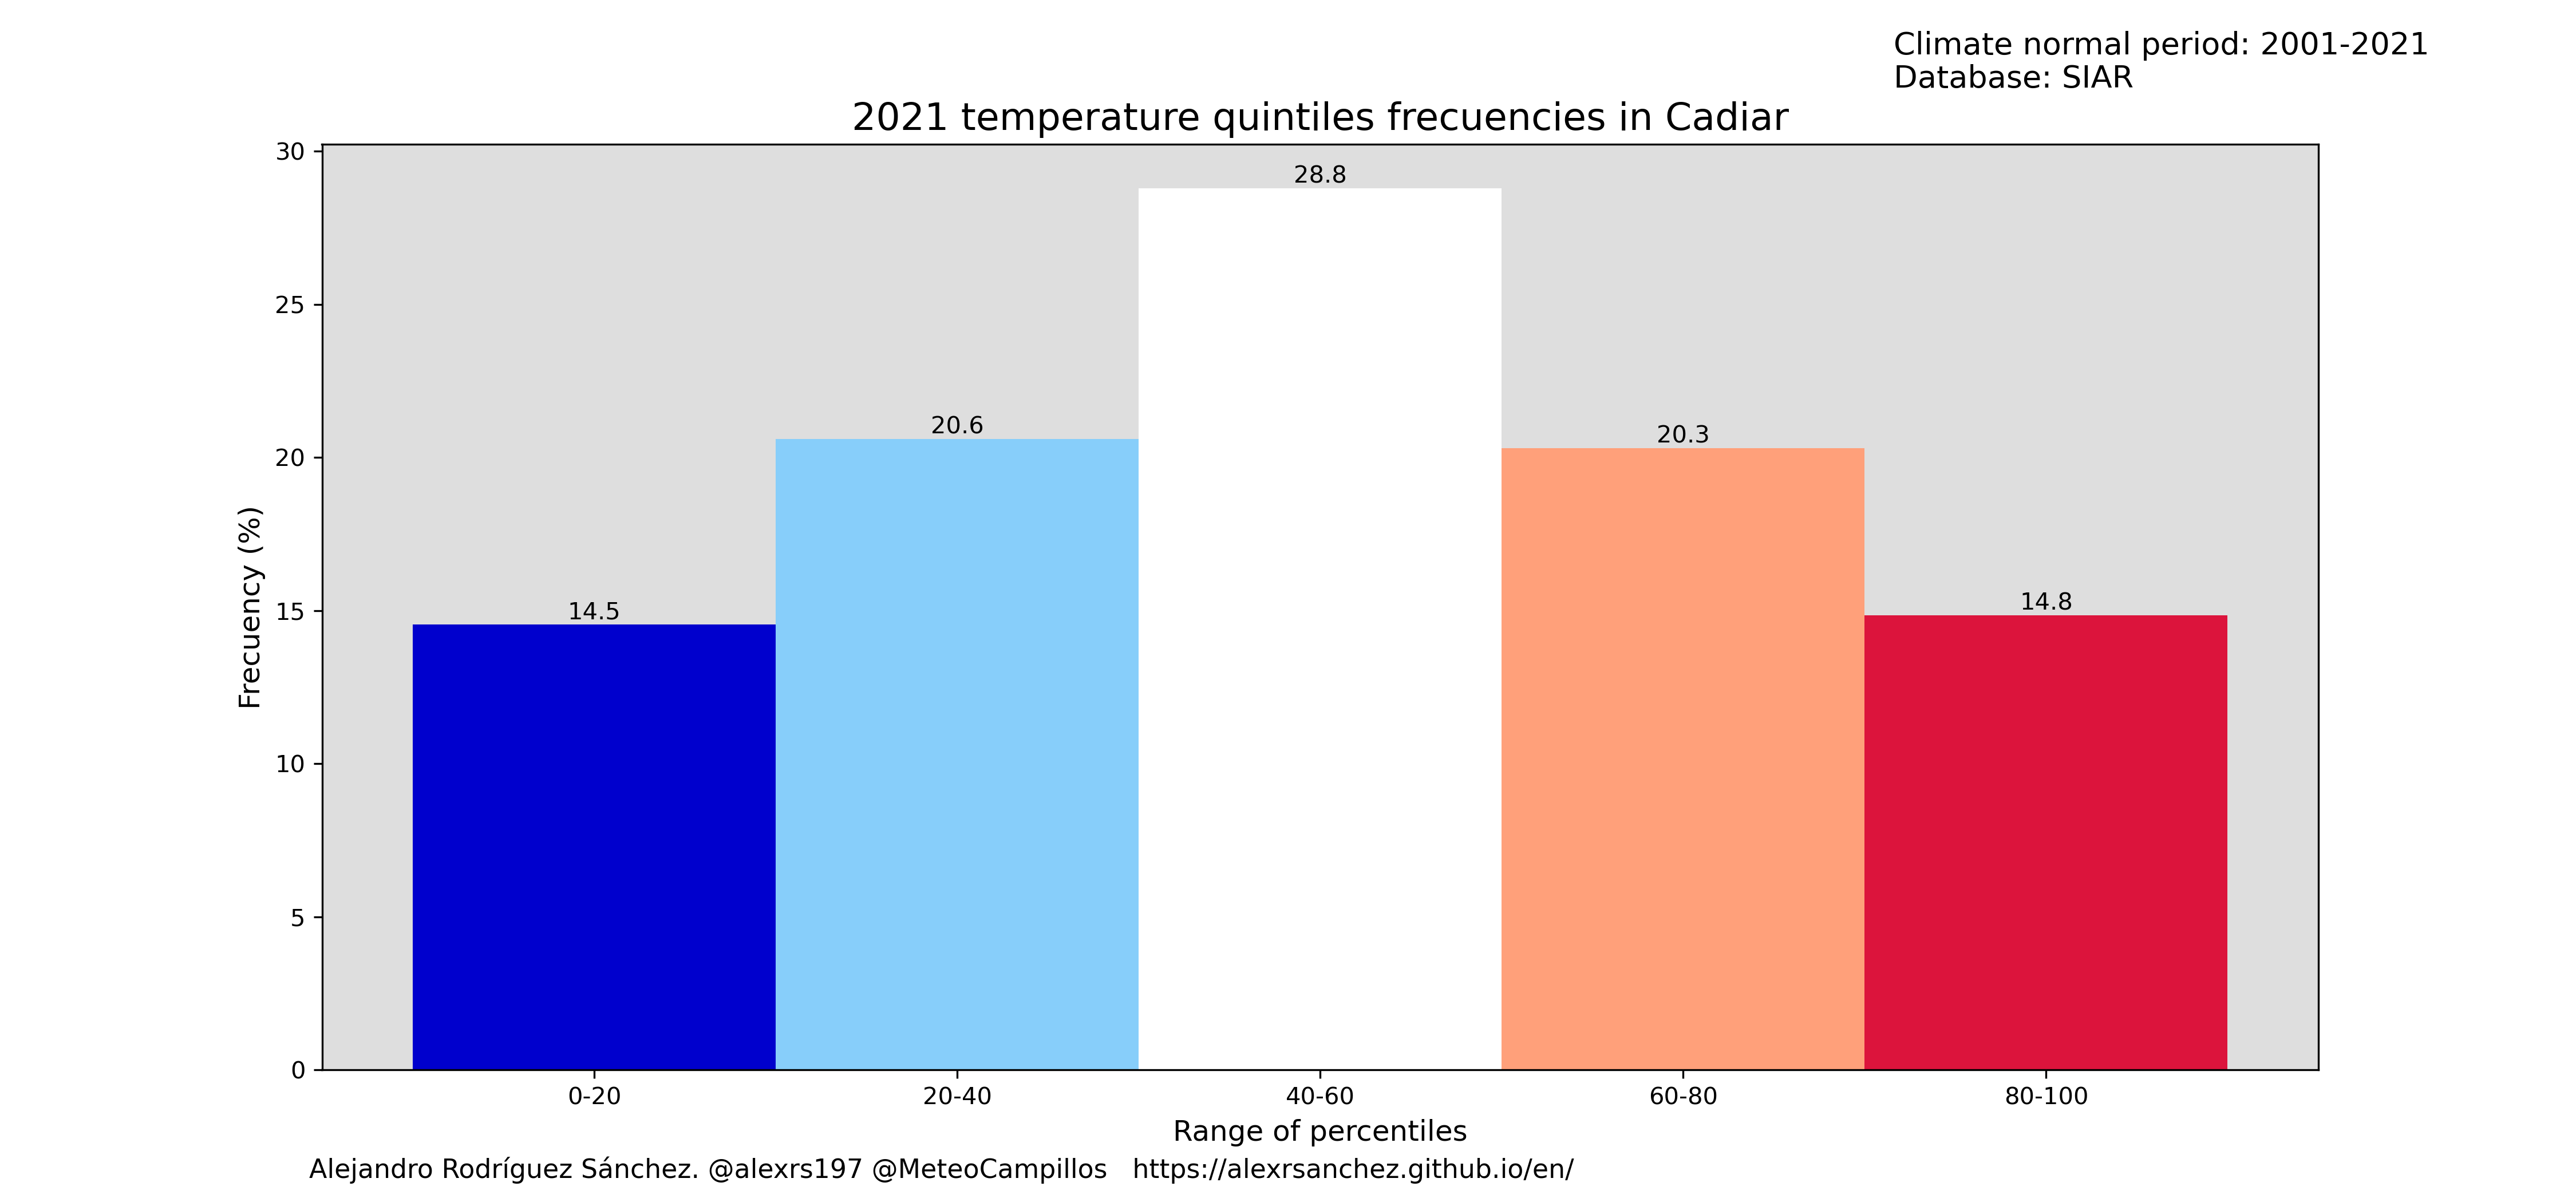 Climate normal period: 2001-2021
Database: SIAR
2021 temperature quintiles frecuencies in Cadiar
Frecuency (%)
30
25
20
15
10
5
0
14.5
20.6
28.8
20.3
14.8
0-20
20-40
40-60
60-80
80-100
Range of percentiles
Alejandro Rodríguez Sánchez. @alexrs197 @MeteoCampillos   https://alexrsanchez.github.io/en/